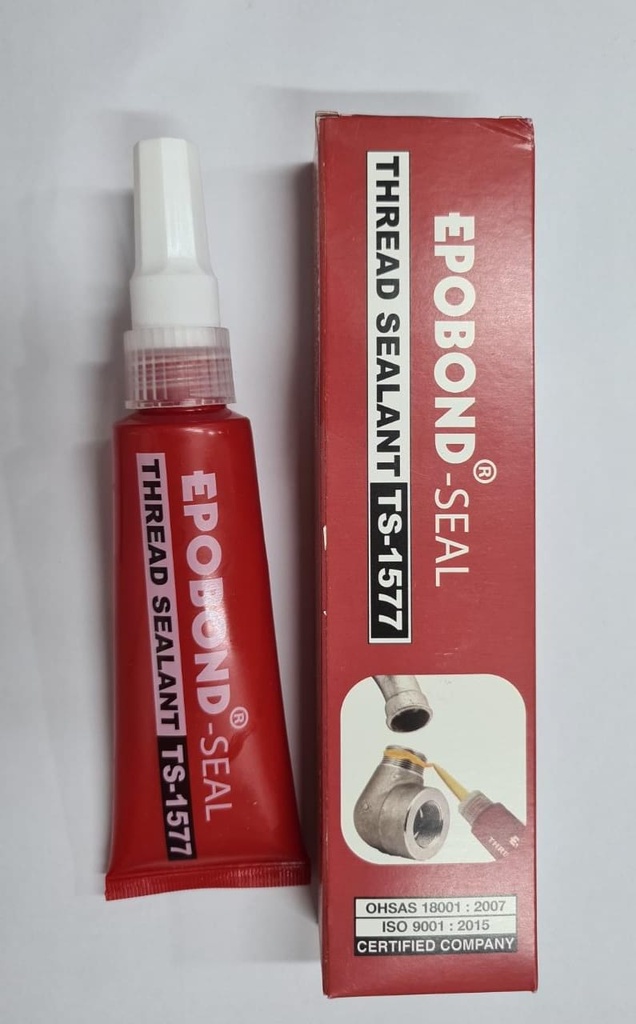 EPOBOND®-SEAL
THREAD SEALANT TS-1577
EPOBOND®-SEAL
THREAD SEALANT TS-1577
THRE
OHSAS 18001 : 2007
ISO 9001 : 2015
CERTIFIED COMPANY